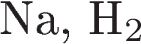 Na, H₂